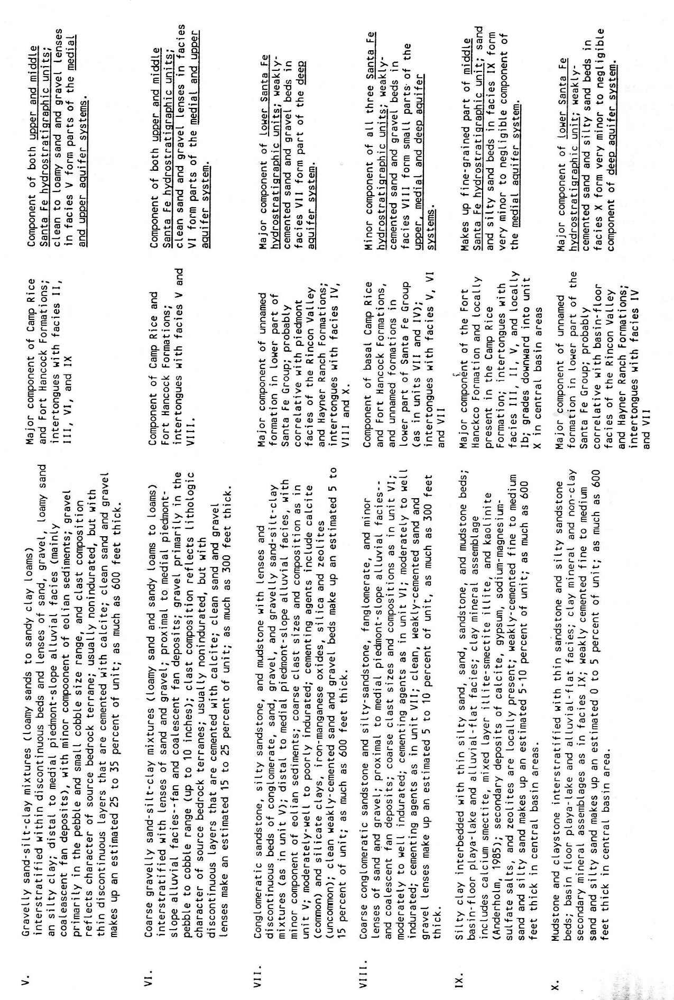 V.
Gravelly sand-silt-clay mixtures (loamy sands to sandy clay loams)
interstratified within discontinuous beds and lenses of sand, gravel, loamy sand
an silty clay; distal to medial piedmont-slope alluvial facies (mainly
coaleascent fan deposits), with minor compoonent of eolian sediments; gravel
primarily in the pebble and small cobble size range, and clast composition
reflects character of source bedrock terrane; usually nonindurated, but with
thin discontinuous layers that are cemented with calcite; clean sand and gravel
makes up an estimated 25 to 35 percent of unit; as much as 600 feet thick.
Major component of Camp Rice
and Fort Hancock Formations;
intertongues with facies II,
III, VI, and IX
Component of both upper and middle
Santa Fe hydrostratigraphic units;
clean to loamy sand and gravel lenses
in facies V form parts of the medial
and upper aquifer systems.
VI.
Coarse gravelly sand-silt-clay mixtures (loamy sand and sandy loams to loams)
interstratified with lenses of sand and gravel; proximal to medial piedmont-
slope alluvial facies--fan and coalescent fan deposits; gravel primarily in the
pebble to cobble range (up to 10 inches); clast composition reflects lithologic
character of source bedrock terranes; usually nonindurated, but with
discontinuous layers that are cemented with calcite; clean sand and gravel
lenses make an estimated 15 to 25 percent of unit; as much as 300 feet thick.
Component of Camp Rice and
Fort Hancock Formations;
intertongues with facies V and
VIII.
Component of both upper and middle
Santa Fe hydrostratigraphic units;
clean sand and gravel lenses in facies
VI form parts of the medial and upper
aquifer system.
VII.
Conglomeratic sandstone, silty sandstone, and mudstone with lenses and
discontinuous beds of conglomerate, sand, gravel, and gravelly sand-silt-clay
mixtures (as in unit V); distal to medial piedmont-slope alluvial facies, with
minor component of eolian sediments; coarse clast sizes and composition as in
unit V; moderately-well to poorly indurated; cementing agents include calcite
(common) and silicate clays, iron-manganese oxides, silica and zeolites
(uncommon); clean weakly-cemented sand and gravel beds make up an estimated 5 to
15 percent of unit; as much as 600 feet thick.
Major component of unnamed
formation in lower part of
Santa Fe Group; probably
correlative with piedmont
facies of the Rincon Valley
and Hayner Ranch Formations;
intertongues with facies IV,
VIII and X.
Major component of lower Santa Fe
hydrostratigraphic units; weakly-
cemented sand and gravel beds in
facies VII form part of the deep
aquifer system.
VIII.
Coarse conglomeratic sandstone and silty-sandstone, fanglomerate, and minor
lenses of sand and gravel; proximal to medial piedmont-slope alluvial facies--
and coalescent fan deposits; coarse clast sizes and compositions as in unit VI;
moderately to well indurated; cementing agents as in unit VI; moderately to well
indurated; cementing agents as in unit VII; clean, weakly-cemented sand and
gravel lenses make up an estimated 5 to 10 percent of unit, as much as 300 feet
thick.
Component of basal Camp Rice
and Fort Hancock Formations,
and unnamed formations in
lower part of Santa Fe Group
(as in units VII and IV);
intertongues with facies V, VI
and VII
Minor component of all three Santa Fe
hydrostratigraphic units; weakly-
cemented sand and gravel beds in
facies VIII form small parts of the
upper, medial and deep aquifer
systems.
IX.
Silty clay interbedded with thin silty sand, sand, sandstone, and mudstone beds;
basin-floor playa-lake and alluvial-flat facies; clay mineral assemblage
includes calcium smectite, mixed layer illite-smectite illite, and kaolinite
(Anderholm, 1985); secondary deposits of calcite, gypsum, sodium-magnesium-
sulfate salts, and zeolites are locally present; weakly-cemented fine to medium
sand and silty sand makes up an estimated 5-10 percent of unit; as much as 600
feet thick in central basin areas.
Major component of the Fort
Hanckco Formation and locally
present in the Camp Rice
Formation; intertongues with
facies III, II, V, and locally
Ib; grades downward into unit
X in central basin areas
Makes up fine-grained part of middle
Santa Fe hydrostratigraphic unit; sand
and silty sand beds in facies IX form
very minor to negligible component of
the medial aquifer system.
X.
Mudstone and claystone interstratified with thin sandstone and silty sandstone
beds; basin floor playa-lake and alluvial-flat facies; clay mineral and non-clay
secondary mineral assemblages as in facies IX; weakly cemented fine to medium
sand and silty sand makes up an estimated 0 to 5 percent of unit; as much as 600
feet thick in central basin area.
Major component of unnamed
formation in lower part of the
Santa Fe Group; probably
correlative with basin-floor
facies of the Rincon Valley
and Hayner Ranch Formations;
intertongues with facies IV
and VII
Major component of lower Santa Fe
hydrostratigraphic unit; weakly-
cemented sand and silty sand beds in
facies X form very minor to negligible
component of deep aquifer system.